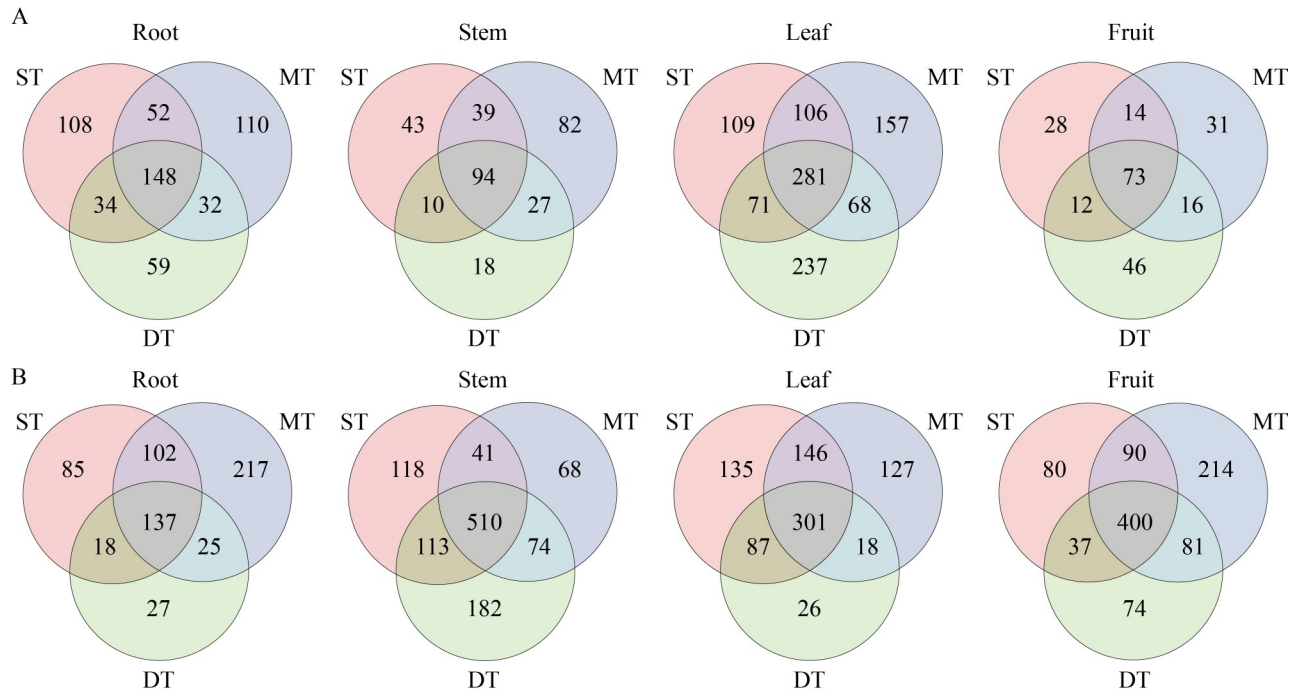 A
Root Stem Leaf Fruit
ST MT ST MT ST MT ST MT
108 52 110 43 39 82 109 106 157 28 14 31
148 94 281 73
34 32 10 27 71 68 12 16
59 18 237 46
DT DT DT DT
B
Root Stem Leaf Fruit
ST MT ST MT ST MT ST MT
85 102 217 118 41 68 135 146 127 80 90 214
137 510 301 400
18 25 113 74 87 18 37 81
27 182 26 74
DT DT DT DT